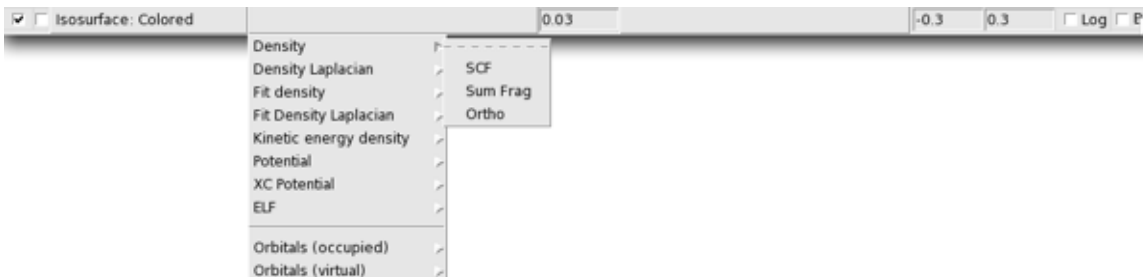 Isosurface: Colored 0.03 -0.3 0.3 Log
Density
Density Laplacian
Fit density
Fit Density Laplacian
Kinetic energy density
Potential
XC Potential
ELF
Orbitals (occupied)
Orbitals (virtual)
SCF
Sum Frag
Ortho